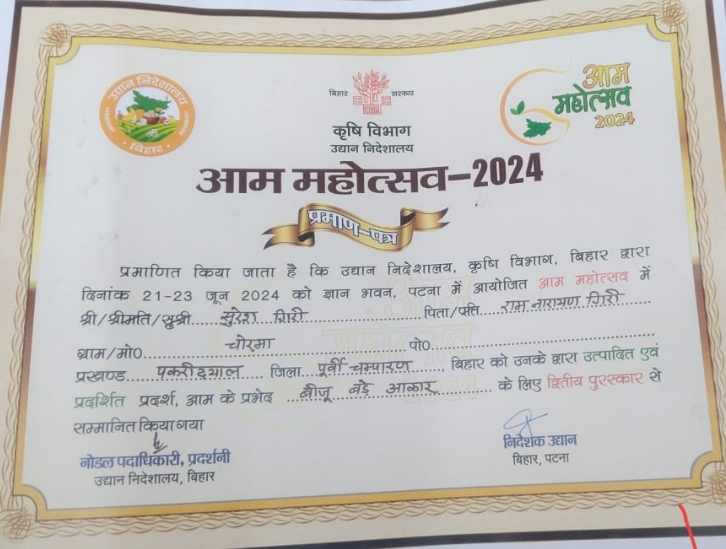 उद्यान निदेशालय
बिहार
बिहार सरकार
कृषि विभाग
उद्यान निदेशालय
आम
महोत्सव
2024
आम महोत्सव-2024
प्रमाण-पत्र
प्रमाणित किया जाता है कि उद्यान निदेशालय, कृषि विभाग, बिहार द्वारा
दिनांक 21-23 जून 2024 को ज्ञान भवन, पटना में आयोजित आम महोत्सव में
श्री/श्रीमति/सुश्री सुरेश गिरी पिता/पति राम नारायण गिरी
ग्राम/मो0 चोरमा पो0
प्रखण्ड पकरीदयाल जिला पूर्वी चम्पारण, बिहार को उनके द्वारा उत्पादित एवं
प्रदर्शित प्रदर्श, आम के प्रभेद बीजू बड़े आकार के लिए द्वितीय पुरस्कार से
सम्मानित किया गया
नोडल पदाधिकारी, प्रदर्शनी
उद्यान निदेशालय, बिहार
निदेशक उद्यान
बिहार, पटना